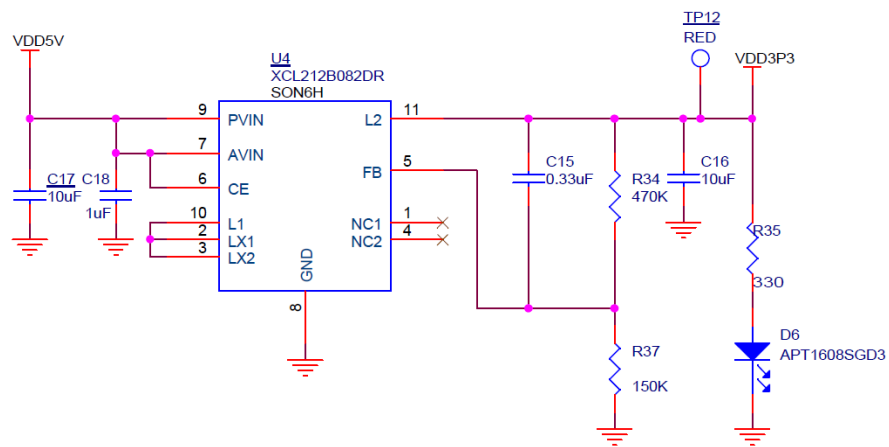 VDD5V
U4
XCL212B082DR
SON6H
TP12
RED
VDD3P3
9 PVIN
L2 11
7 AVIN
FB 5
6 CE
10 L1
2 LX1
3 LX2
NC1 1
NC2 4
GND
8
C17
10uF
C18
1uF
C15
0.33uF
R34
470K
C16
10uF
R35
330
D6
APT1608SGD3
R37
150K